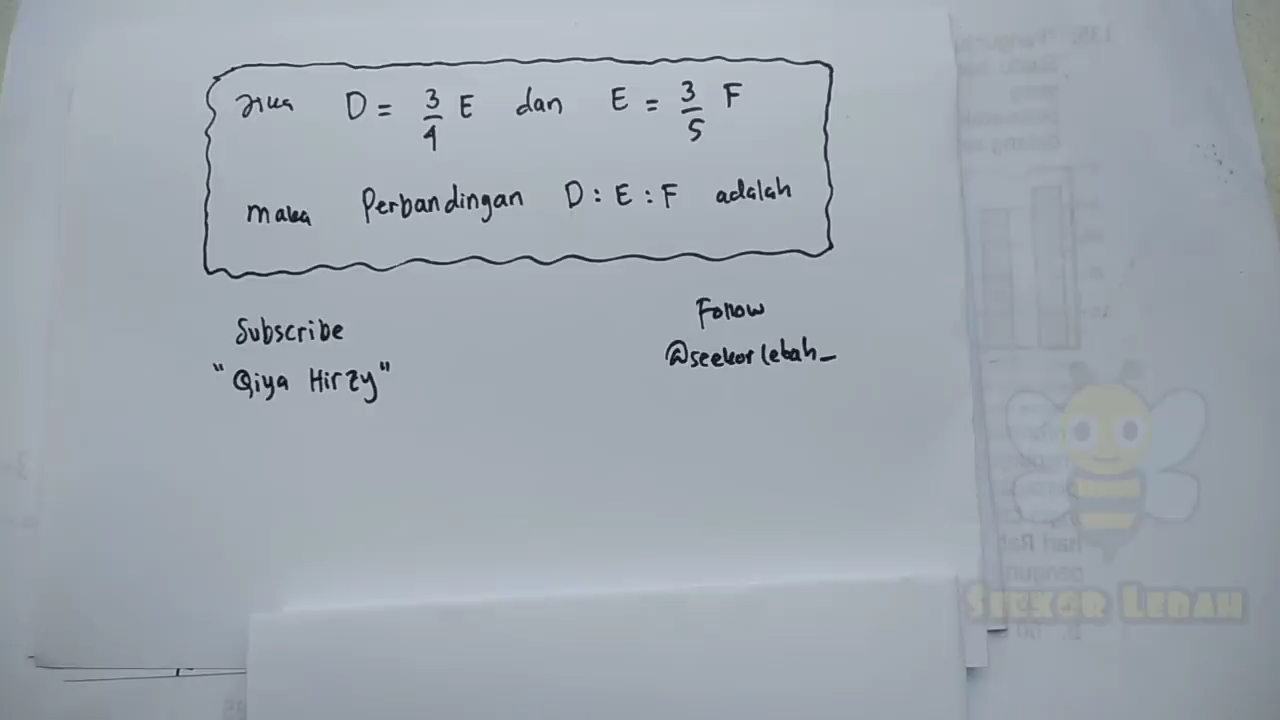 Jika D = 3/4 E dan E = 3/5 F
maka Perbandingan D : E : F adalah
Subscribe
"Qiya Hirzy"
Follow
@seekorlebah_
SEEKOR LEBAH